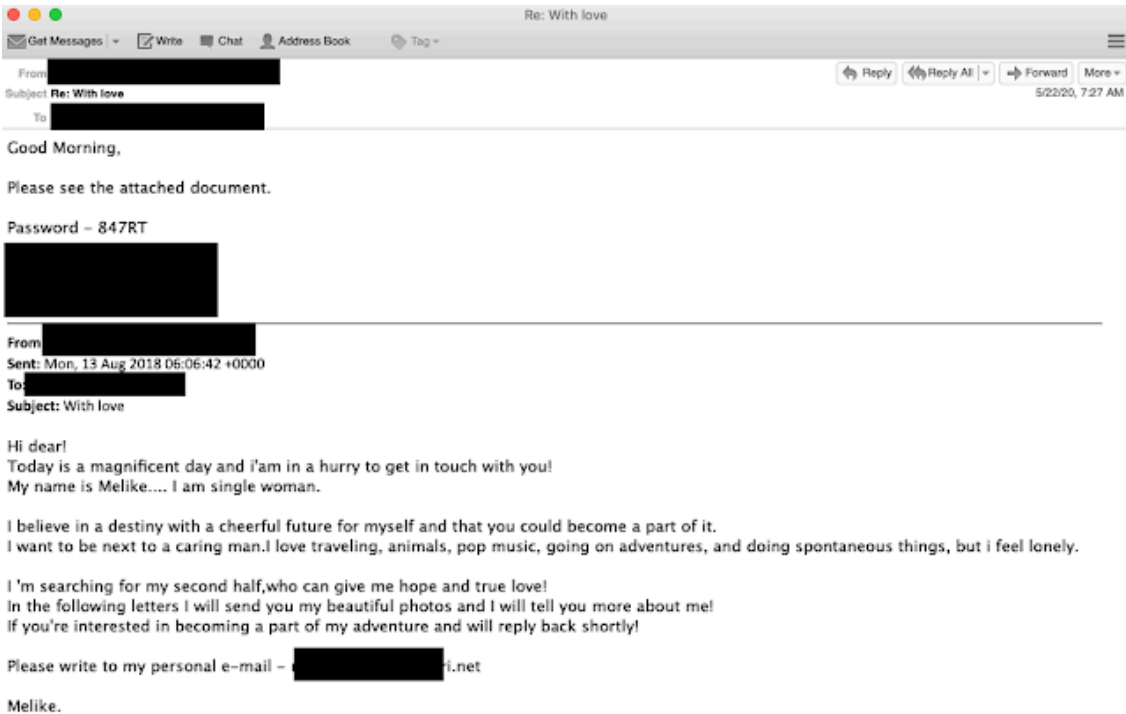 Re: With love
Get Messages Write Chat Address Book Tag
From Reply Reply All Forward More
Subject Re: With love 5/22/20, 7:27 AM
To
Good Morning,
Please see the attached document.
Password – 847RT
From
Sent: Mon, 13 Aug 2018 06:06:42 +0000
To:
Subject: With love
Hi dear!
Today is a magnificent day and i'am in a hurry to get in touch with you!
My name is Melike.... I am single woman.
I believe in a destiny with a cheerful future for myself and that you could become a part of it.
I want to be next to a caring man.I love traveling, animals, pop music, going on adventures, and doing spontaneous things, but i feel lonely.
I 'm searching for my second half,who can give me hope and true love!
In the following letters I will send you my beautiful photos and I will tell you more about me!
If you're interested in becoming a part of my adventure and will reply back shortly!
Please write to my personal e-mail – i.net
Melike.